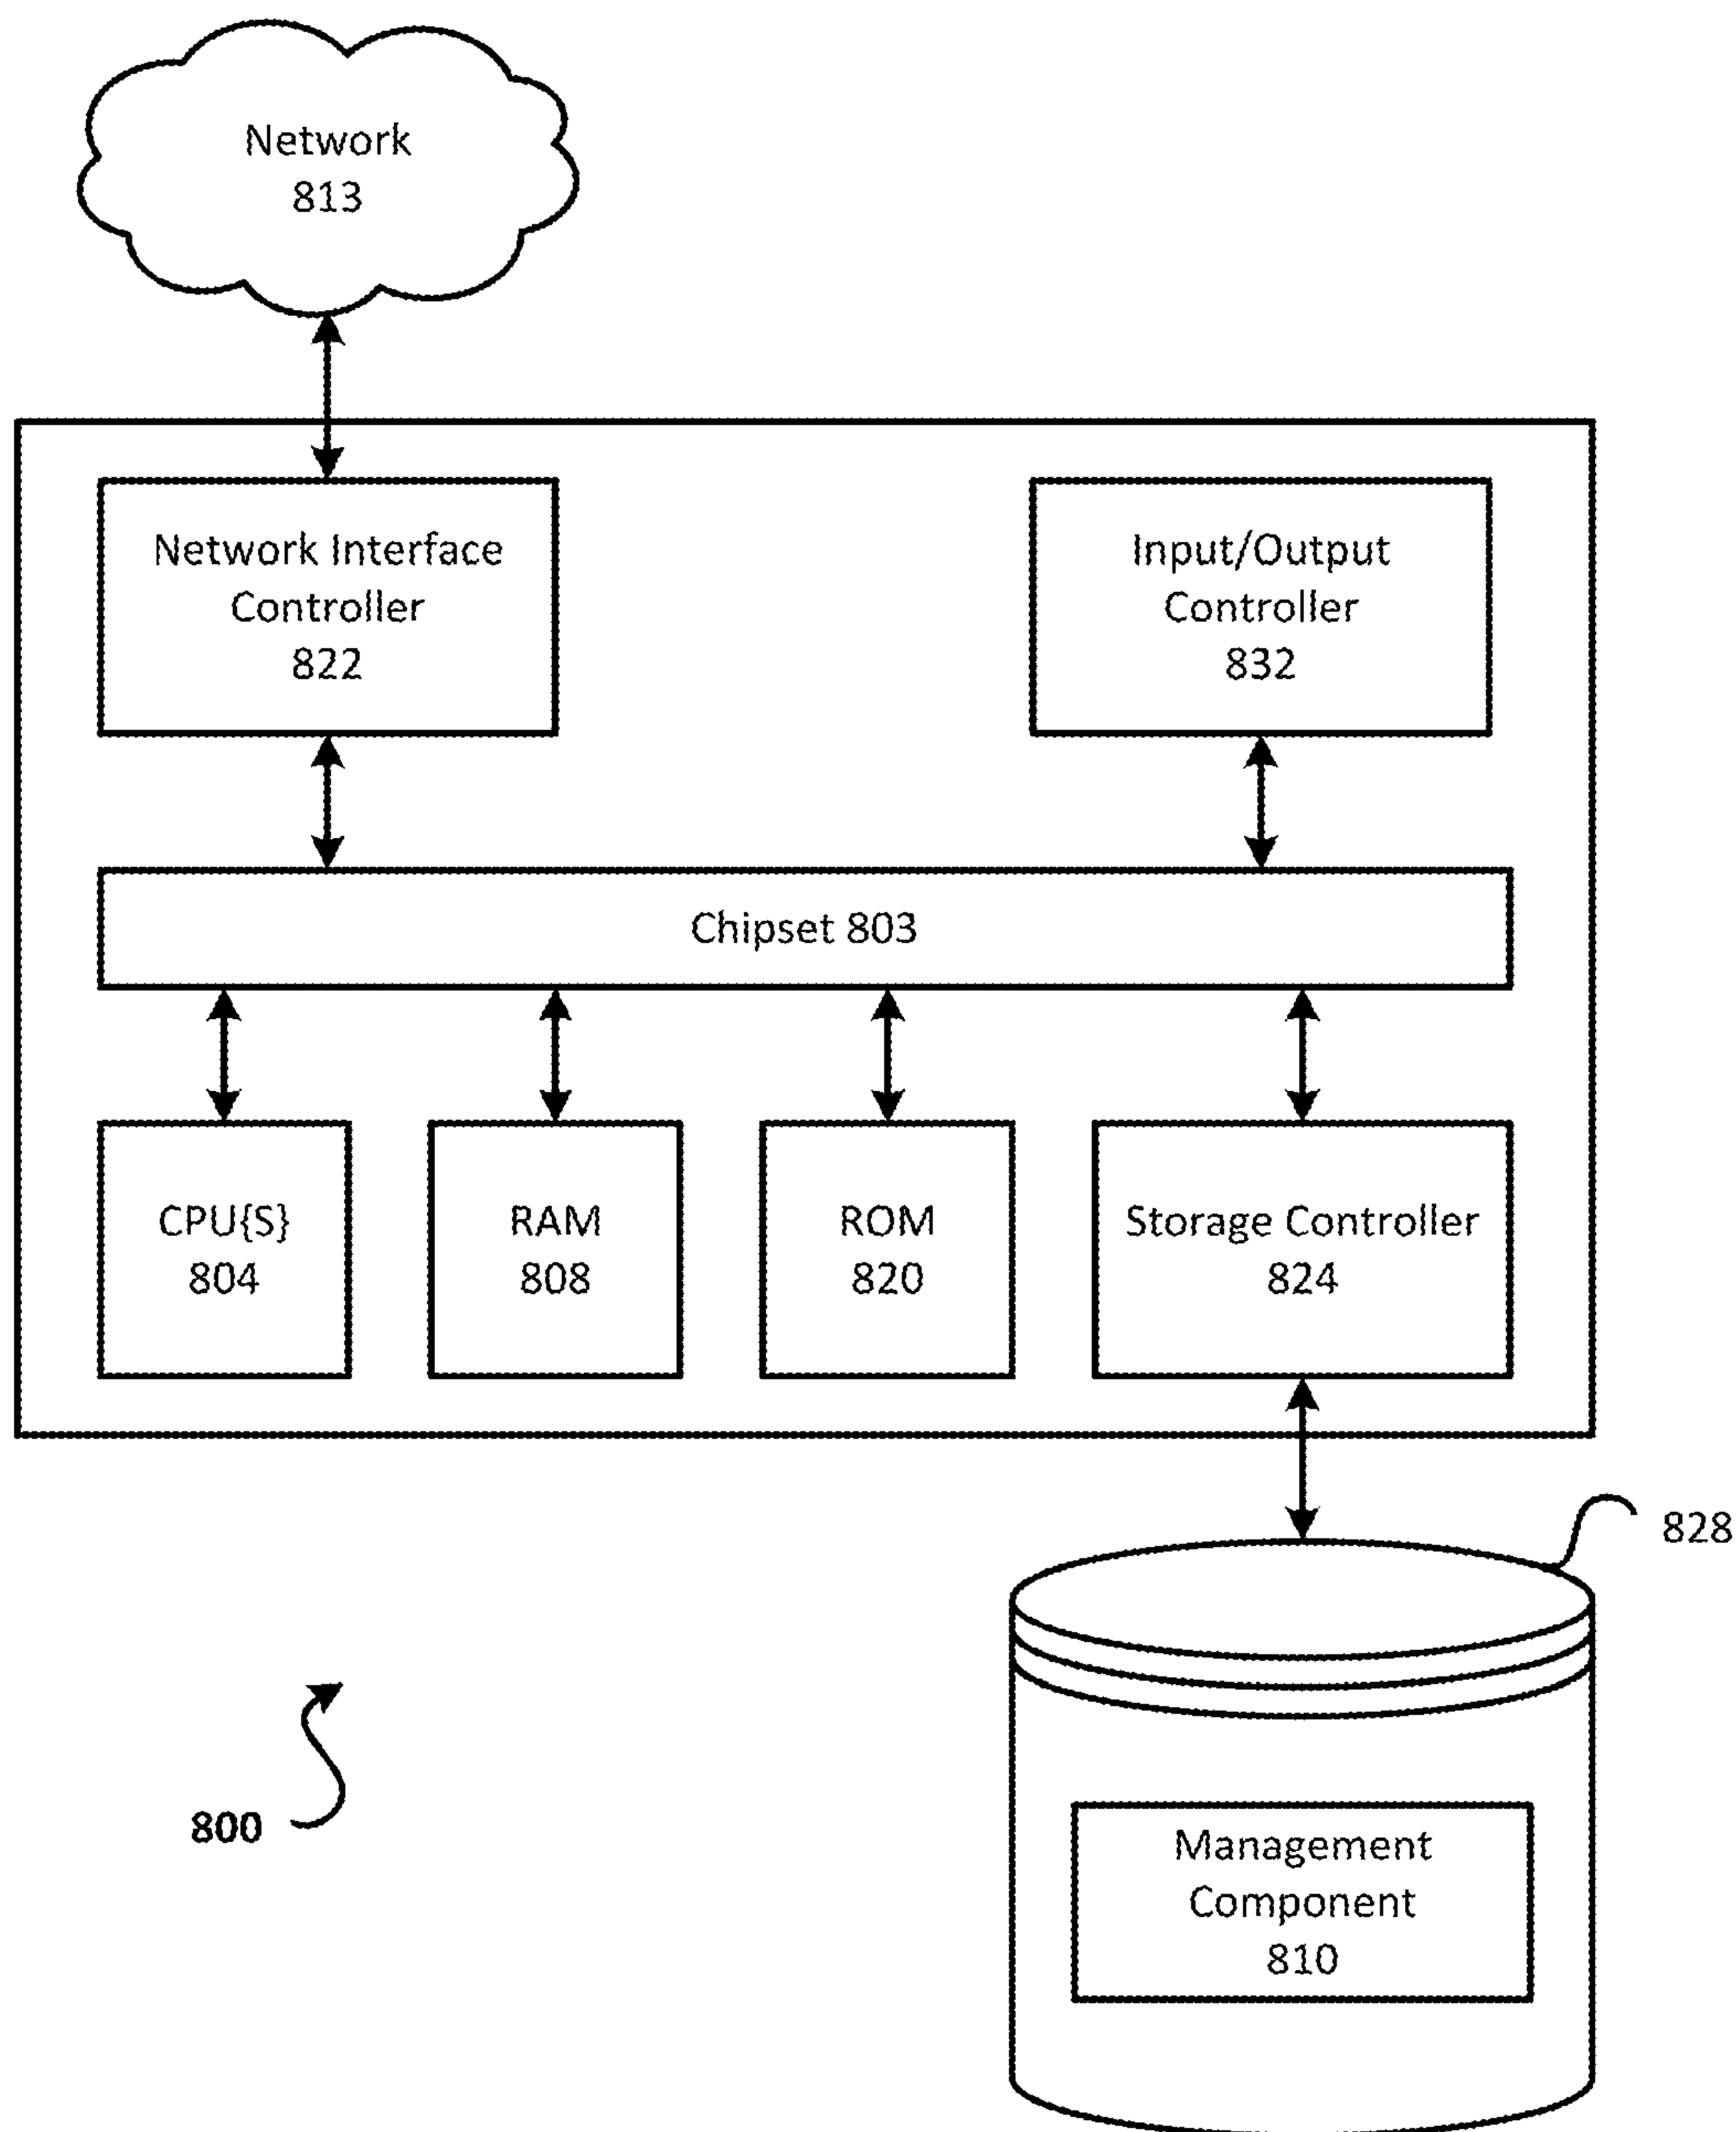 Network
813
Network Interface
Controller
822
Input/Output
Controller
832
Chipset 803
CPU{S}
804
RAM
808
ROM
820
Storage Controller
824
828
800
Management
Component
810